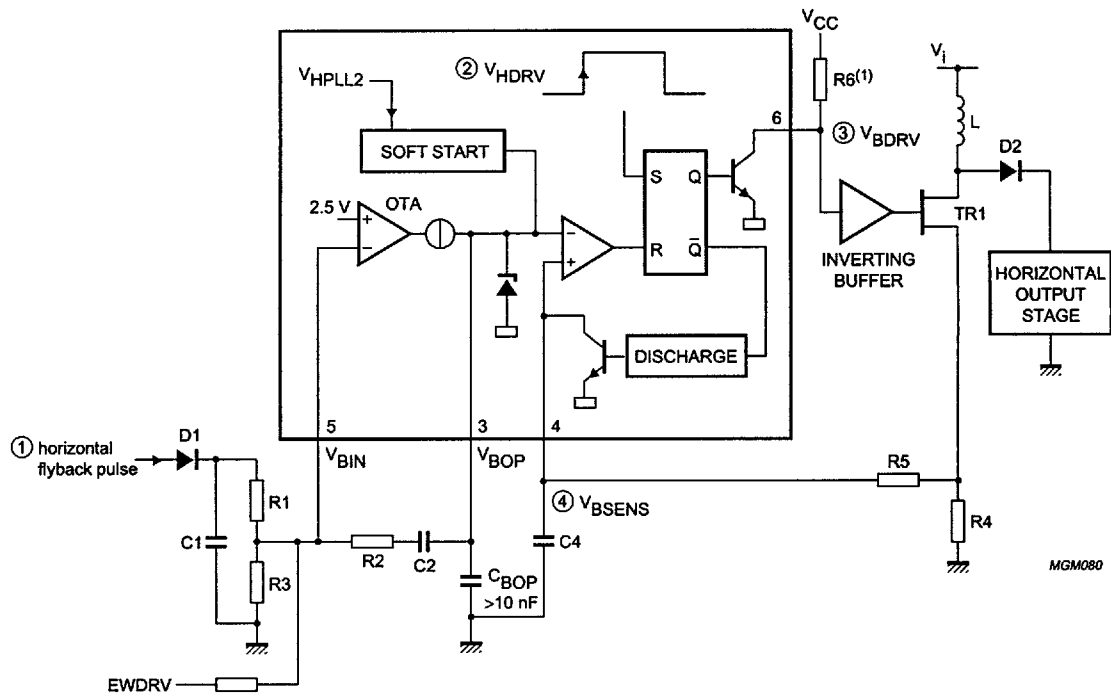 VCC
Vi
② VHDRV
R6(1)
VHPLL2
L
6
③ VBDRV
D2
SOFT START
S Q
2.5 V
OTA
+
−
−
+
R Q̅
TR1
INVERTING
BUFFER
HORIZONTAL
OUTPUT
STAGE
DISCHARGE
5
3
4
① horizontal
flyback pulse
D1
VBIN
VBOP
R5
R1
④ VBSENS
R4
C1
R2
C2
C4
R3
CBOP
>10 nF
MGM080
EWDRV